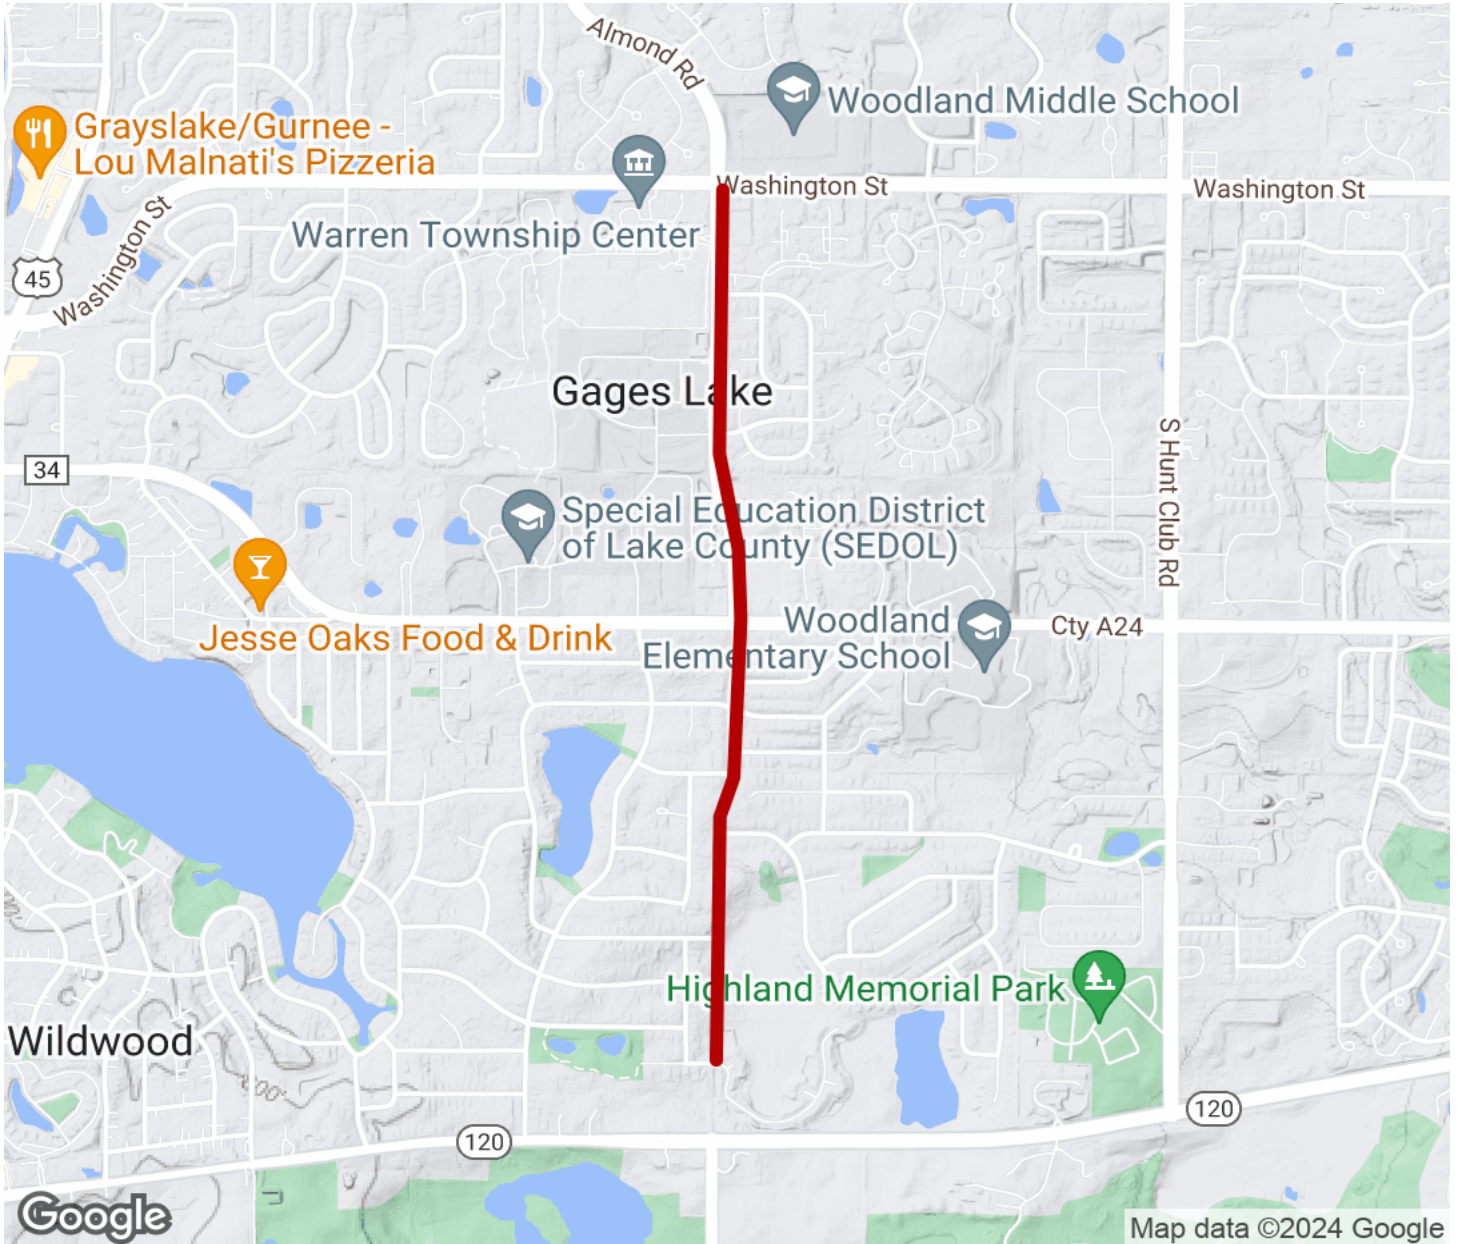 Almond Rd
Woodland Middle School
Grayslake/Gurnee -
Lou Malnati's Pizzeria
Washington St
Washington St
Warren Township Center
Washington St
45
Gages Lake
S Hunt Club Rd
34
Special Education District
of Lake County (SEDOL)
Woodland
Elementary School
Cty A24
Jesse Oaks Food & Drink
Highland Memorial Park
Wildwood
120
120
Google
Map data ©2024 Google